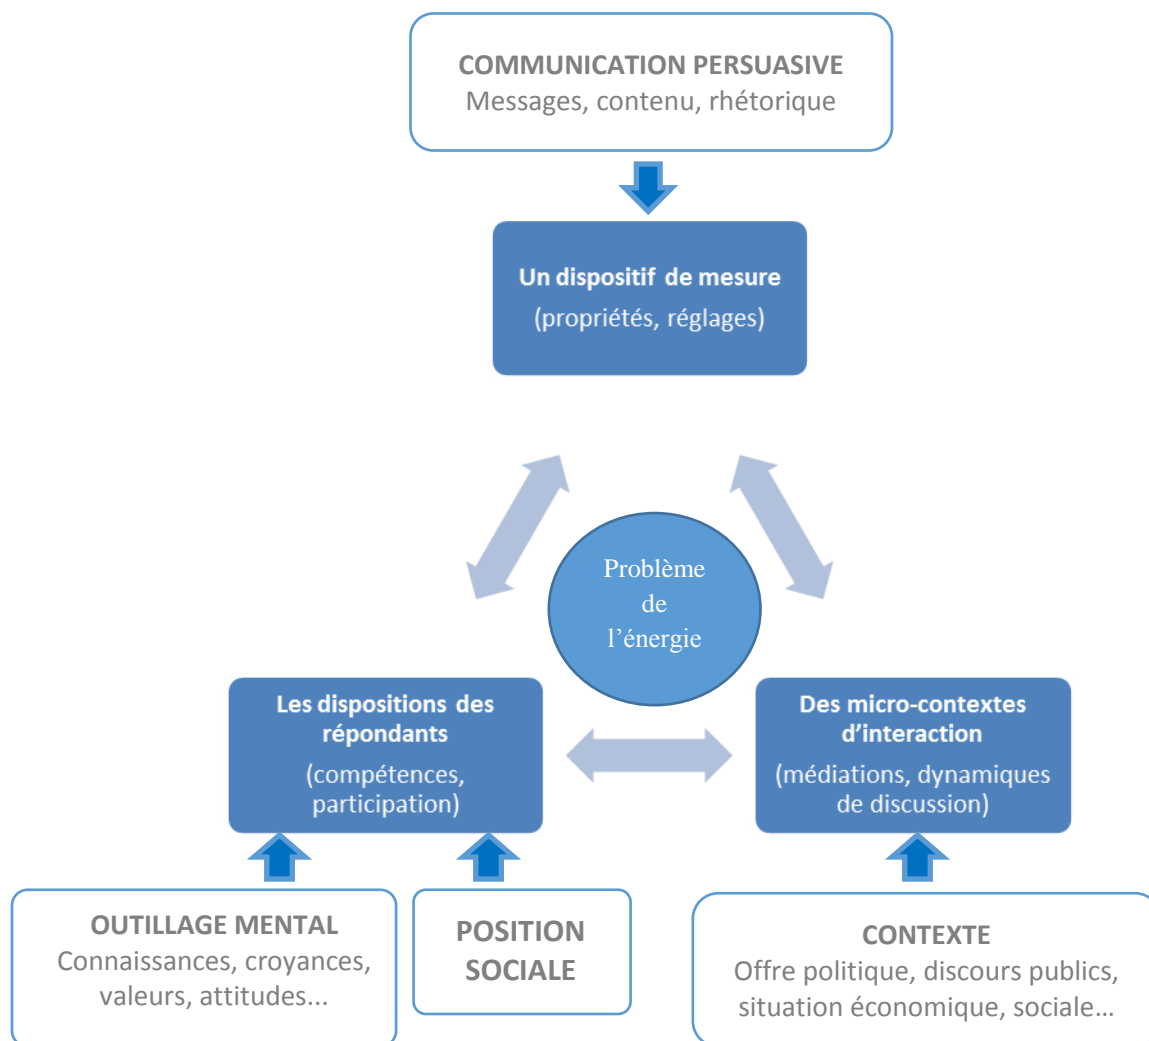 COMMUNICATION PERSUASIVE
Messages, contenu, rhétorique
Un dispositif de mesure
(propriétés, réglages)
Problème
de
l’énergie
Les dispositions des
répondants
(compétences,
participation)
Des micro-contextes
d’interaction
(médiations, dynamiques
de discussion)
OUTILLAGE MENTAL
Connaissances, croyances,
valeurs, attitudes...
POSITION
SOCIALE
CONTEXTE
Offre politique, discours publics,
situation économique, sociale…